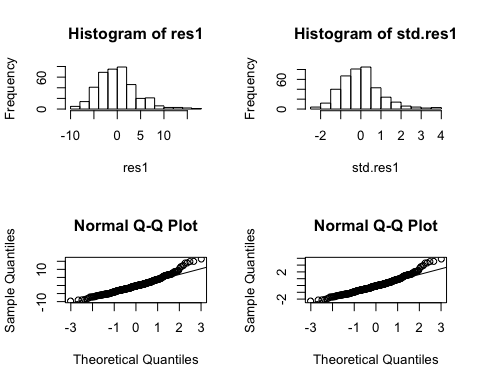 Histogram of res1
Frequency
0 60
-10 0 5 10
res1
Histogram of std.res1
Frequency
0 40
-2 0 1 2 3 4
std.res1
Normal Q-Q Plot
Sample Quantiles
-10 10
-3 -1 0 1 2 3
Theoretical Quantiles
Normal Q-Q Plot
Sample Quantiles
-2 2
-3 -1 0 1 2 3
Theoretical Quantiles